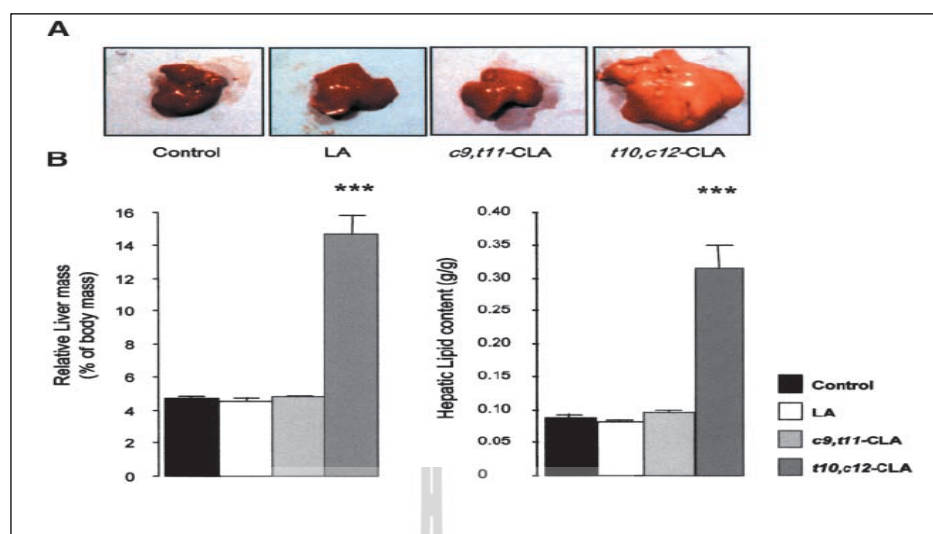 A
Control
LA
c9,t11-CLA
t10,c12-CLA
B
***
Relative Liver mass
(% of body mass)
16
14
12
10
8
6
4
2
0
***
Hepatic Lipid content (g/g)
0.40
0.35
0.30
0.25
0.20
0.15
0.10
0.05
0
Control
LA
c9,t11-CLA
t10,c12-CLA